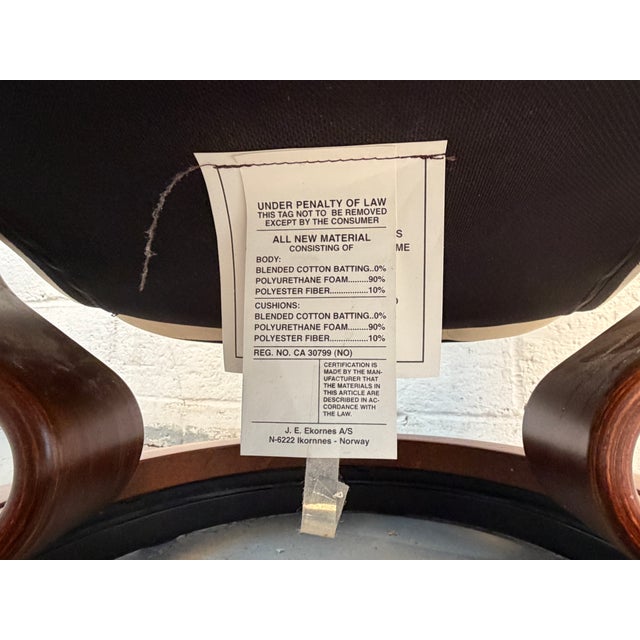 UNDER PENALTY OF LAW
THIS TAG NOT TO BE REMOVED
EXCEPT BY THE CONSUMER
ALL NEW MATERIAL
CONSISTING OF
BODY:
BLENDED COTTON BATTING..0%
POLYURETHANE FOAM.........90%
POLYESTER FIBER.................10%
CUSHIONS:
BLENDED COTTON BATTING..0%
POLYURETHANE FOAM.........90%
POLYESTER FIBER.................10%
REG. NO. CA 30799 (NO)
CERTIFICATION IS
MADE BY THE MAN-
UFACTURER THAT
THE MATERIALS IN
THIS ARTICLE ARE
DESCRIBED IN AC-
CORDANCE WITH
THE LAW.
J. E. Ekornes A/S
N-6222 Ikornnes - Norway